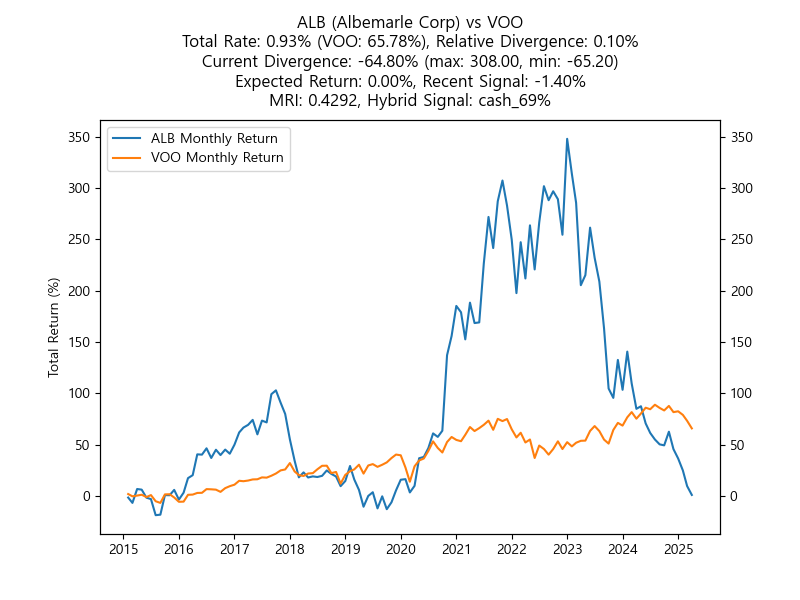 ALB (Albemarle Corp) vs VOO
Total Rate: 0.93% (VOO: 65.78%), Relative Divergence: 0.10%
Current Divergence: -64.80% (max: 308.00, min: -65.20)
Expected Return: 0.00%, Recent Signal: -1.40%
MRI: 0.4292, Hybrid Signal: cash_69%
ALB Monthly Return
VOO Monthly Return
Total Return (%)
350
300
250
200
150
100
50
0
350
300
250
200
150
100
50
0
2015 2016 2017 2018 2019 2020 2021 2022 2023 2024 2025